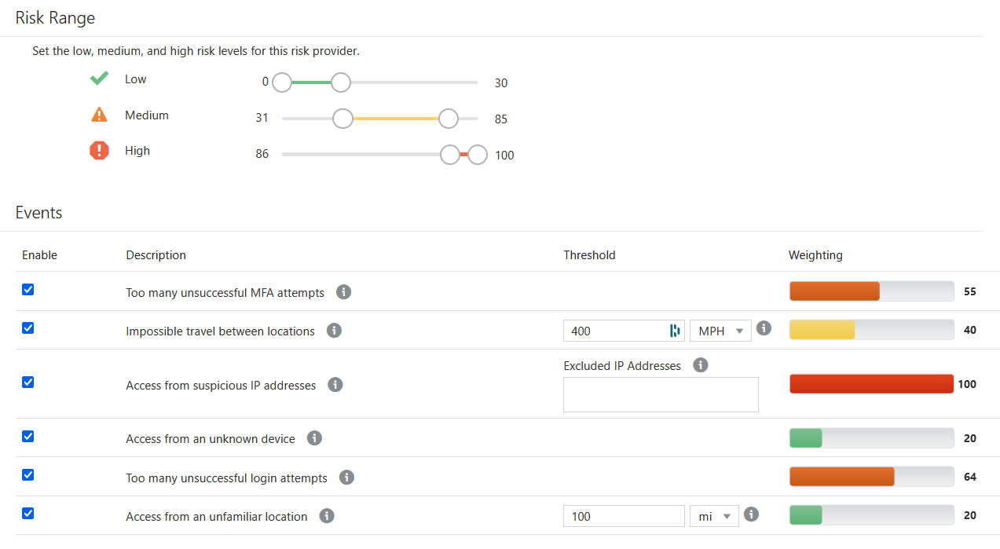 Risk Range
Set the low, medium, and high risk levels for this risk provider.
Low 0 30
Medium 31 85
High 86 100
Events
Enable Description Threshold Weighting
Too many unsuccessful MFA attempts 55
Impossible travel between locations 400 MPH 40
Excluded IP Addresses
Access from suspicious IP addresses 100
Access from an unknown device 20
Too many unsuccessful login attempts 64
Access from an unfamiliar location 100 mi 20